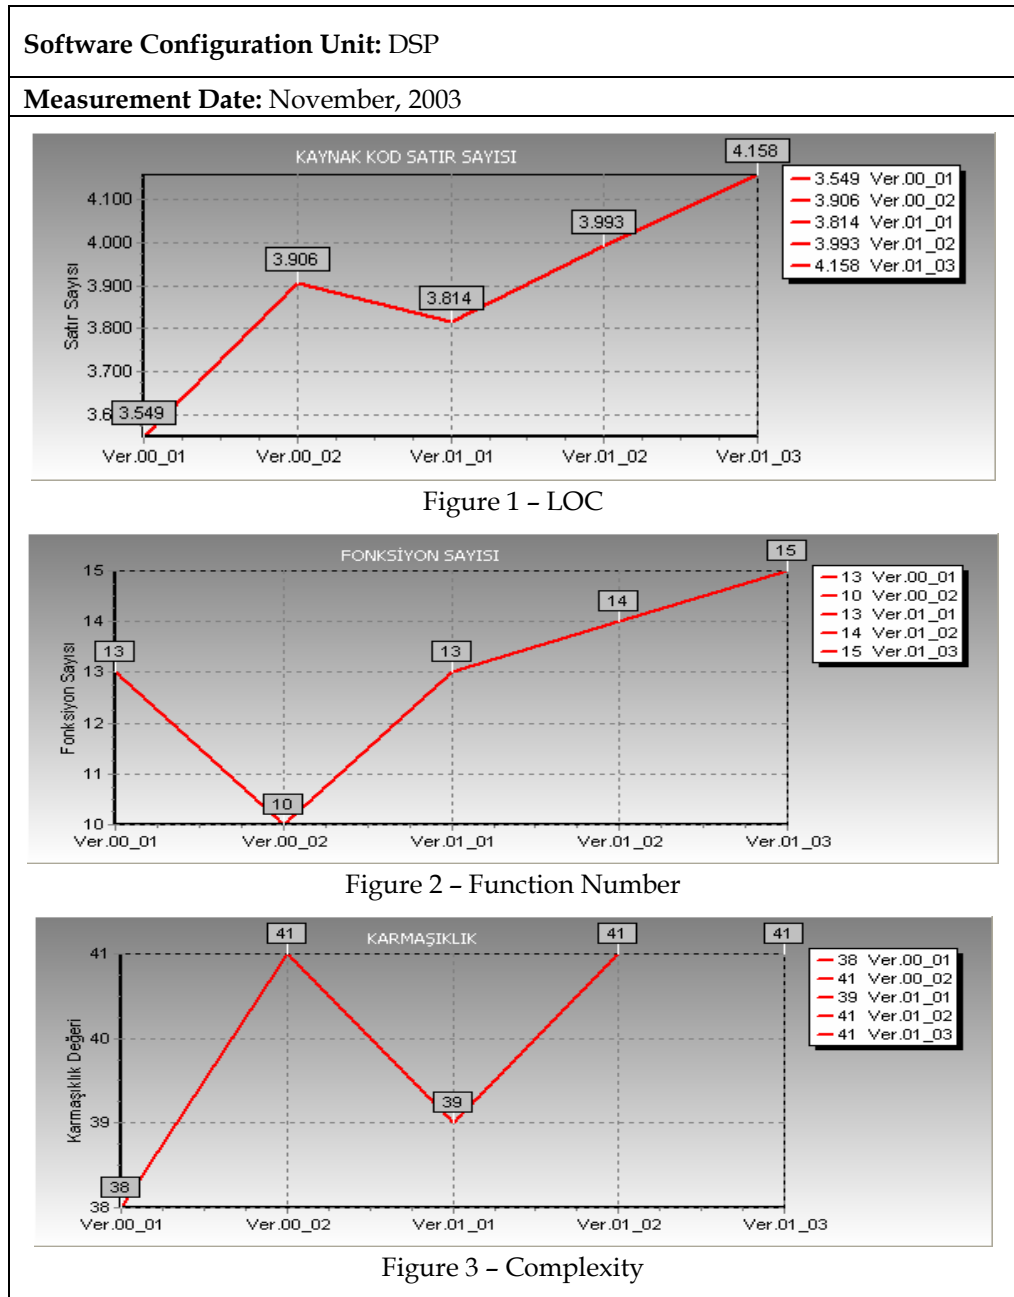 Software Configuration Unit: DSP
Measurement Date: November, 2003
KAYNAK KOD SATIR SAYISI
Satır Sayısı
4.100
4.000
3.900
3.800
3.700
3.6
3.549
3.906
3.814
3.993
4.158
Ver.00_01 Ver.00_02 Ver.01_01 Ver.01_02 Ver.01_03
3.549 Ver.00_01
3.906 Ver.00_02
3.814 Ver.01_01
3.993 Ver.01_02
4.158 Ver.01_03
Figure 1 – LOC
FONKSİYON SAYISI
Fonksiyon Sayısı
15
14
13
12
11
10
13
10
13
14
15
Ver.00_01 Ver.00_02 Ver.01_01 Ver.01_02 Ver.01_03
13 Ver.00_01
10 Ver.00_02
13 Ver.01_01
14 Ver.01_02
15 Ver.01_03
Figure 2 – Function Number
KARMAŞIKLIK
Karmaşıklık Değeri
41
40
39
38
38
41
39
41
41
Ver.00_01 Ver.00_02 Ver.01_01 Ver.01_02 Ver.01_03
38 Ver.00_01
41 Ver.00_02
39 Ver.01_01
41 Ver.01_02
41 Ver.01_03
Figure 3 – Complexity